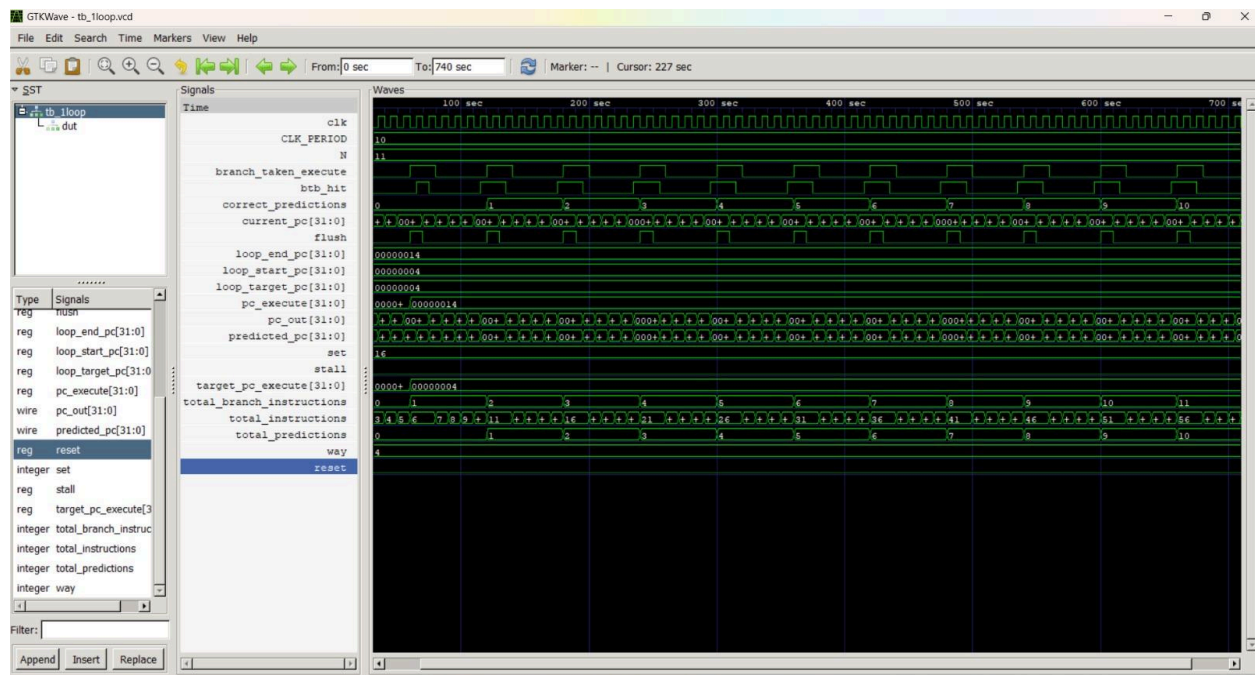 GTKWave - tb_1loop.vcd
File Edit Search Time Markers View Help
From: 0 sec To: 740 sec Marker: -- | Cursor: 227 sec
SST
tb_1loop
dut
Type Signals
reg flush
reg loop_end_pc[31:0]
reg loop_start_pc[31:0]
reg loop_target_pc[31:0
reg pc_execute[31:0]
wire pc_out[31:0]
wire predicted_pc[31:0]
reg reset
integer set
reg stall
reg target_pc_execute[3
integer total_branch_instruc
integer total_instructions
integer total_predictions
integer way
Filter:
Append Insert Replace
Signals
Time
clk
CLK_PERIOD
N
branch_taken_execute
btb_hit
correct_predictions
current_pc[31:0]
flush
loop_end_pc[31:0]
loop_start_pc[31:0]
loop_target_pc[31:0]
pc_execute[31:0]
pc_out[31:0]
predicted_pc[31:0]
set
stall
target_pc_execute[31:0]
total_branch_instructions
total_instructions
total_predictions
way
reset
Waves
100 sec 200 sec 300 sec 400 sec 500 sec 600 sec 700 se
10
11
0 1 2 3 4 5 6 7 8 9 10
00000014
00000004
00000004
0000+ 00000014
16
0000+ 00000004
0 1 2 3 4 5 6 7 8 9 10 11
3 4 5 6 7 8 9 + 11 + + + + 16 + + + + 21 + + + + 26 + + + + 31 + + + + 36 + + + + 41 + + + + 46 + + + + 51 + + + + 56 + + +
0 1 2 3 4 5 6 7 8 9 10
4